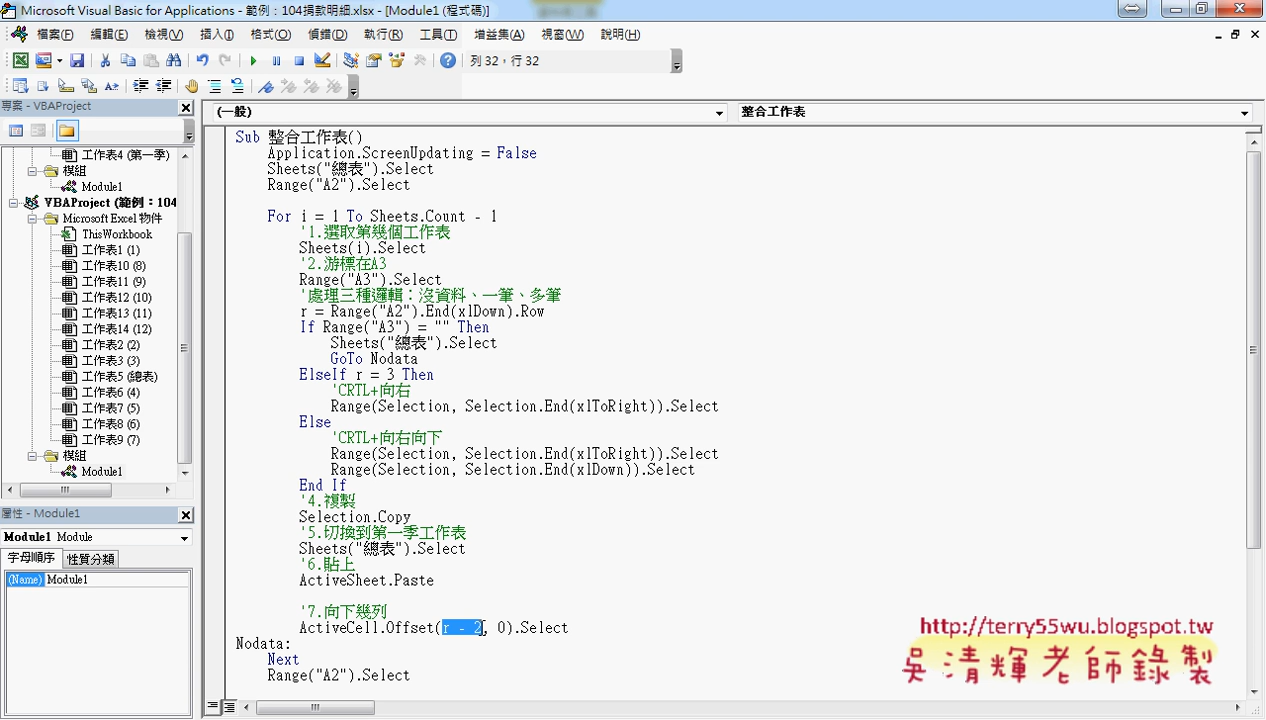 Microsoft Visual Basic for Applications - 範例：104捐款明細.xlsx - [Module1 (程式碼)]
檔案(F) 編輯(E) 檢視(V) 插入(I) 格式(O) 偵錯(D) 執行(R) 工具(T) 增益集(A) 視窗(W) 說明(H)
列 32，行 32
專案 - VBAProject
(一般)
整合工作表
工作表4 (第一季)
模組
Module1
VBAProject (範例：104
Microsoft Excel 物件
ThisWorkbook
工作表1 (1)
工作表10 (8)
工作表11 (9)
工作表12 (10)
工作表13 (11)
工作表14 (12)
工作表2 (2)
工作表3 (3)
工作表5 (總表)
工作表6 (4)
工作表7 (5)
工作表8 (6)
工作表9 (7)
模組
Module1
屬性 - Module1
Module1 Module
字母順序 性質分類
(Name) Module1
Sub 整合工作表()
Application.ScreenUpdating = False
Sheets("總表").Select
Range("A2").Select
For i = 1 To Sheets.Count - 1
'1.選取第幾個工作表
Sheets(i).Select
'2.游標在A3
Range("A3").Select
'處理三種邏輯：沒資料、一筆、多筆
r = Range("A2").End(xlDown).Row
If Range("A3") = "" Then
Sheets("總表").Select
GoTo Nodata
ElseIf r = 3 Then
'CRTL+向右
Range(Selection, Selection.End(xlToRight)).Select
Else
'CRTL+向右向下
Range(Selection, Selection.End(xlToRight)).Select
Range(Selection, Selection.End(xlDown)).Select
End If
'4.複製
Selection.Copy
'5.切換到第一季工作表
Sheets("總表").Select
'6.貼上
ActiveSheet.Paste
'7.向下幾列
ActiveCell.Offset(r - 2, 0).Select
Nodata:
Next
Range("A2").Select
http://terry55wu.blogspot.tw
吳清輝老師錄製